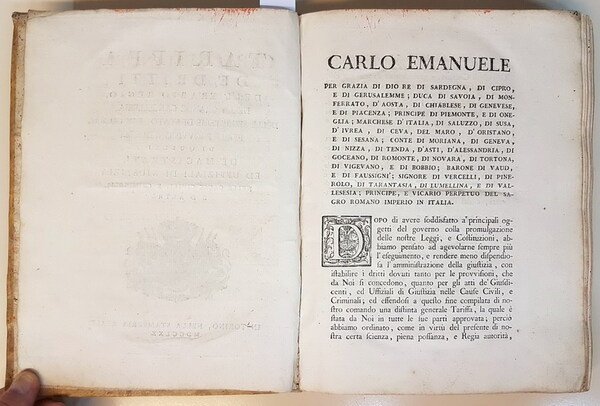 CARLO EMANUELE
PER GRAZIA DI DIO RE DI SARDEGNA, DI CIPRO,
E DI GERUSALEMME; DUCA DI SAVOIA, DI MON-
FERRATO, D'AOSTA, DI CHIABLESE, DI GENEVESE,
E DI PIACENZA; PRINCIPE DI PIEMONTE, E DI ONE-
GLIA; MARCHESE D'ITALIA, DI SALUZZO, DI SUSA,
D'IVREA, DI CEVA, DEL MARO, D'ORISTANO,
E DI SESANA; CONTE DI MORIANA, DI GENEVA,
DI NIZZA, DI TENDA, D'ASTI, D'ALESSANDRIA, DI
GOCEANO, DI ROMONTE, DI NOVARA, DI TORTONA,
DI VIGEVANO, E DI BOBBIO; BARONE DI VAUD,
E DI FAUSSIGNÌ; SIGNORE DI VERCELLI, DI PINE-
ROLO, DI TARANTASIA, DI LUMELLINA, E DI VAL-
LESESIA; PRINCIPE, E VICARIO PERPETUO DEL SA-
GRO ROMANO IMPERIO IN ITALIA.
DOPO di avere soddisfatto a' principali og-
getti del governo colla promulgazione
delle nostre Leggi, e Costituzioni, ab-
biamo pensato ad agevolarne sempre più
l'eseguimento, e rendere meno dispendio-
sa l'amministrazione della giustizia, con
istabilire i dritti dovuti tanto per le provvisioni, che
da Noi si concedono, quanto per gli atti de' Giusdi-
centi, ed Uffiziali di Giustizia nelle Cause Civili, e
Criminali; ed essendosi a questo fine compilata di no-
stro comando una distinta generale Tariffa, la quale è
stata da Noi in tutte le sue parti approvata; perciò
abbiamo ordinato, come in virtù del presente di no-
stra certa scienza, piena possanza, e Regia autorità,